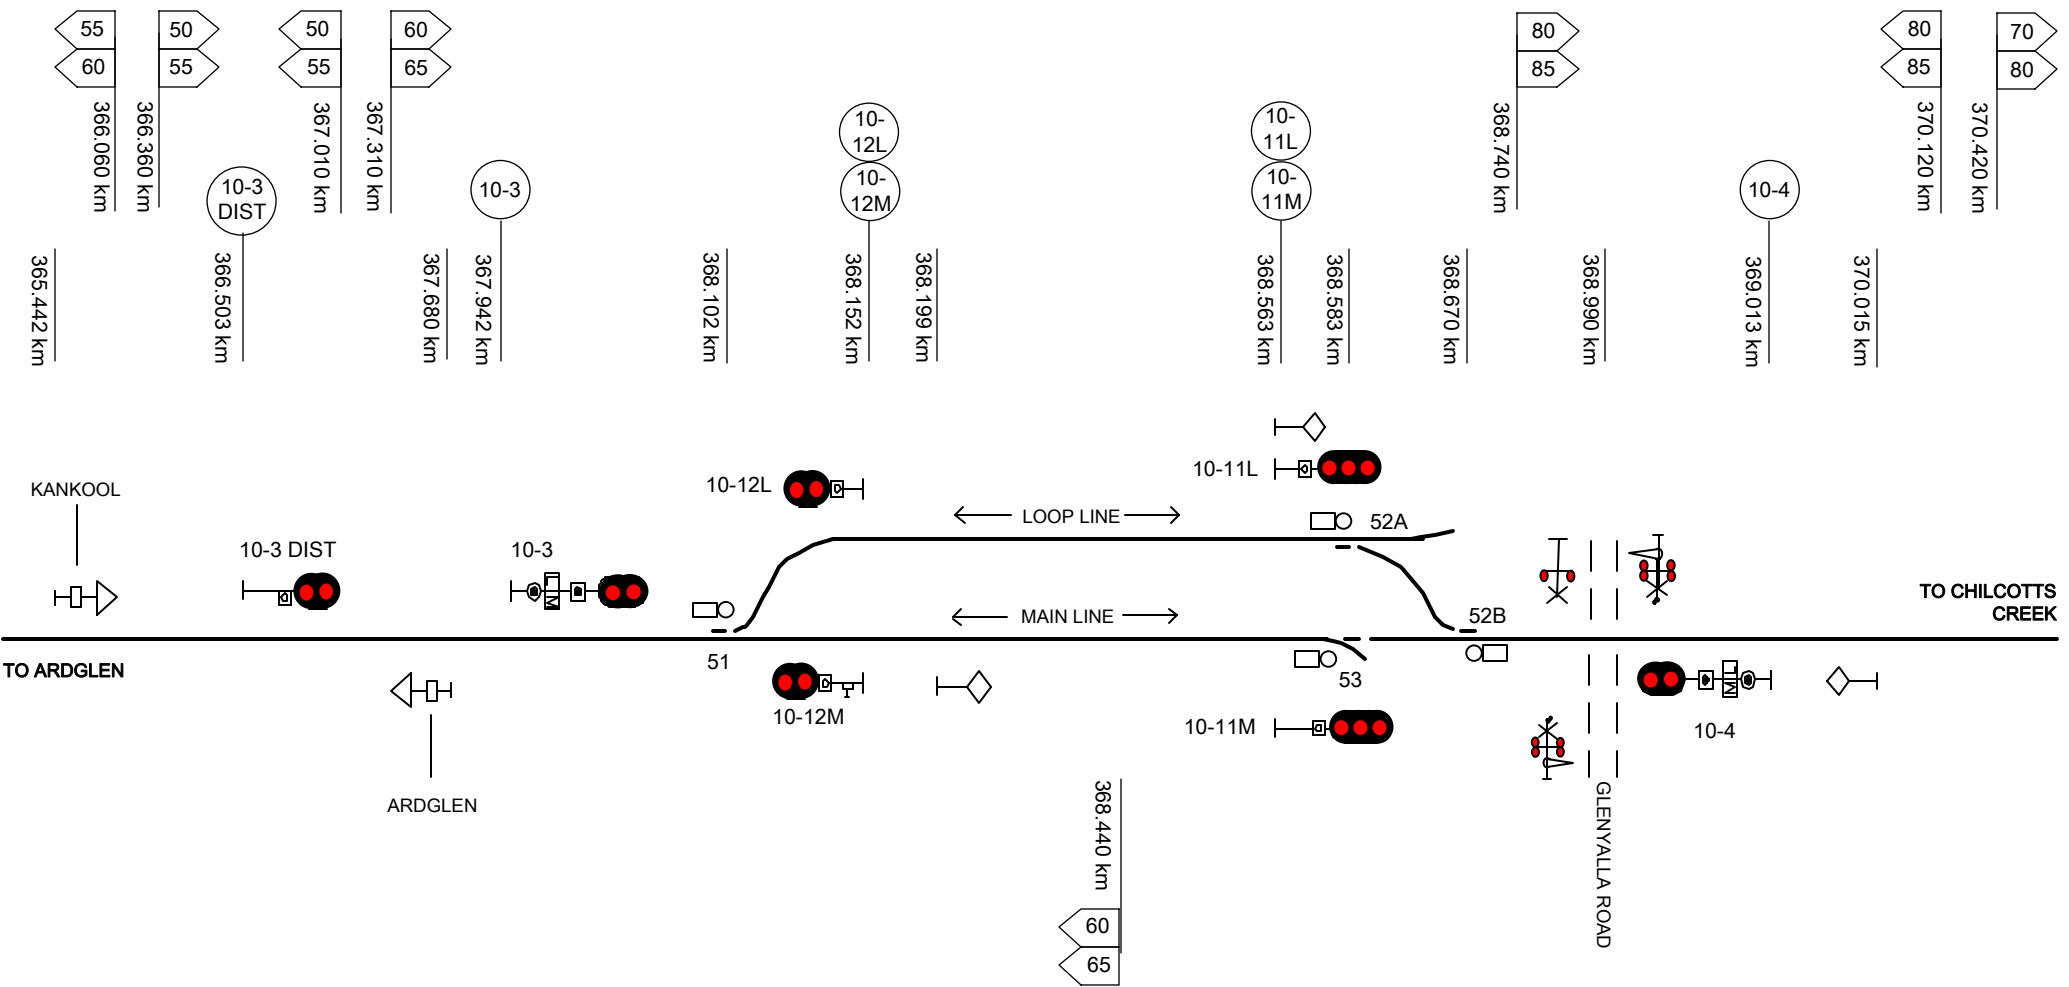 55
60
50
55
50
55
60
65
80
85
80
85
70
80
366.060 km
366.360 km
367.010 km
367.310 km
368.740 km
370.120 km
370.420 km
10-3
DIST
10-3
10-
12L
10-
12M
10-
11L
10-
11M
10-4
365.442 km
366.503 km
367.680 km
367.942 km
368.102 km
368.152 km
368.199 km
368.563 km
368.583 km
368.670 km
368.990 km
369.013 km
370.015 km
KANKOOL
10-3 DIST
10-3
ML
10-12L
10-11L
LOOP LINE
52A
MAIN LINE
52B
TO CHILCOTTS
CREEK
TO ARDGLEN
51
53
10-12M
10-11M
ML
10-4
ARDGLEN
GLENYALLA ROAD
368.440 km
60
65